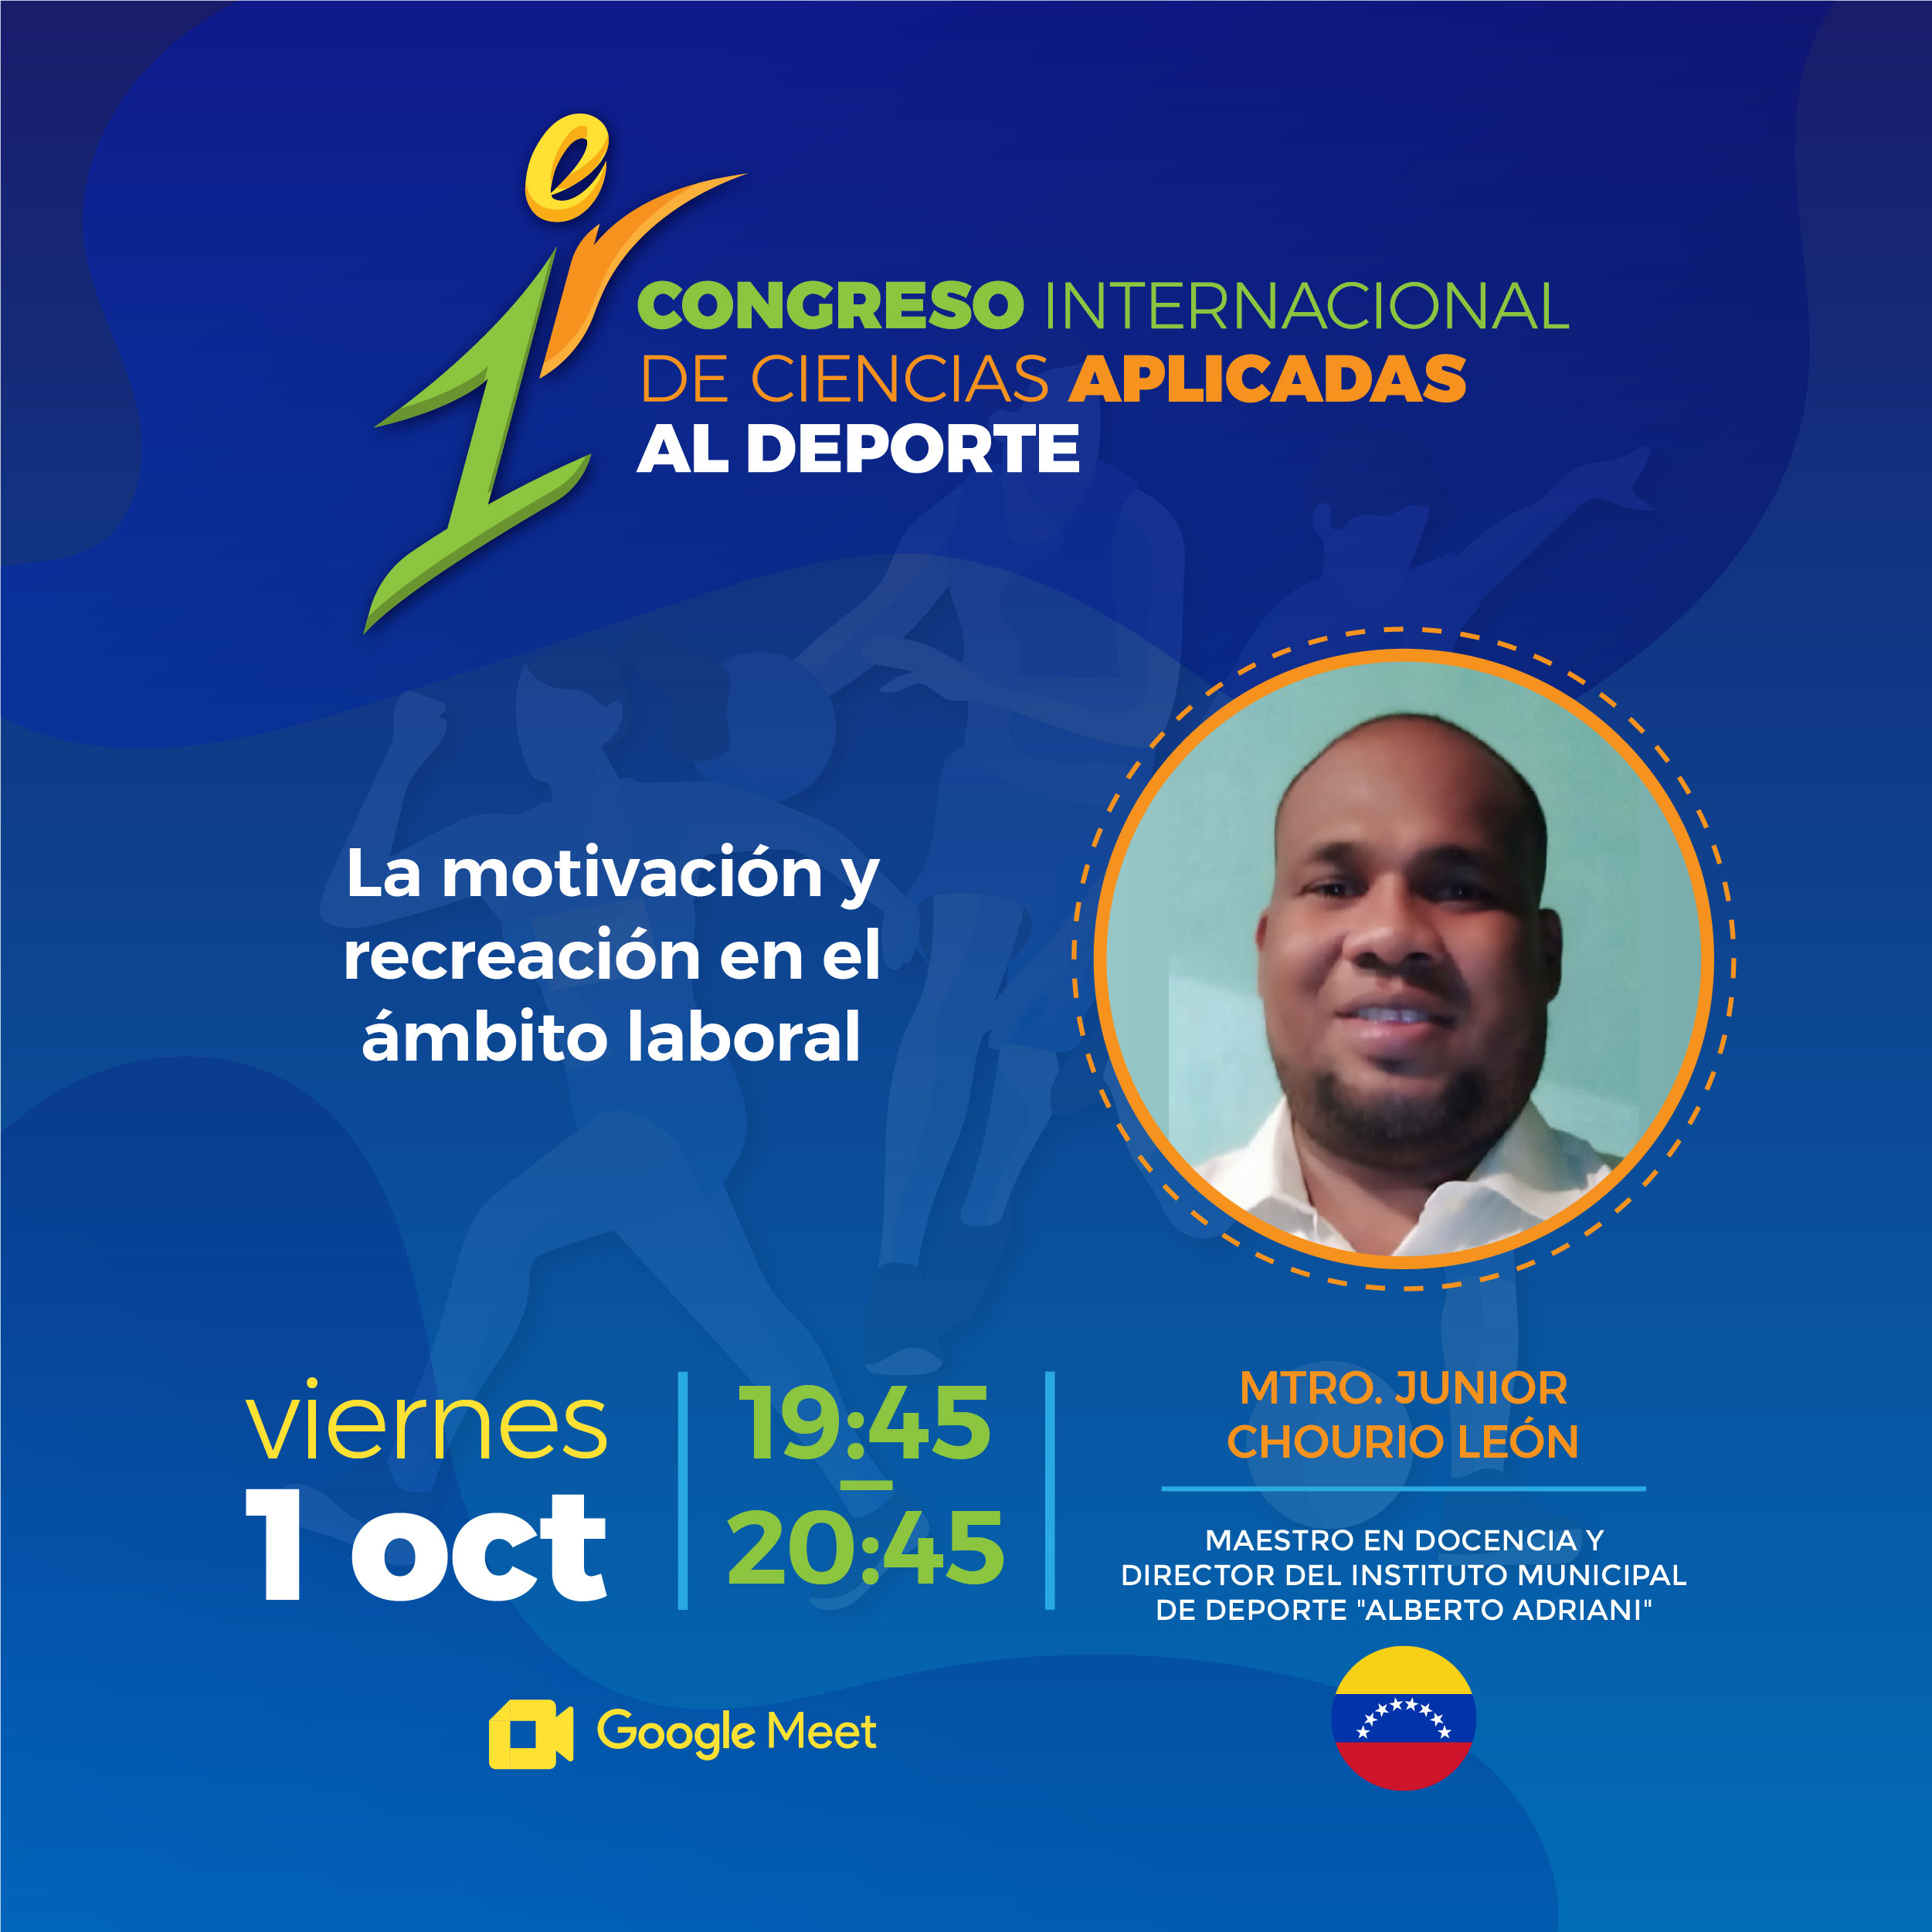 1er
CONGRESO INTERNACIONAL
DE CIENCIAS APLICADAS
AL DEPORTE
La motivación y
recreación en el
ámbito laboral
viernes
1 oct
19:45
–
20:45
MTRO. JUNIOR
CHOURIO LEÓN
MAESTRO EN DOCENCIA Y
DIRECTOR DEL INSTITUTO MUNICIPAL
DE DEPORTE "ALBERTO ADRIANI"
Google Meet